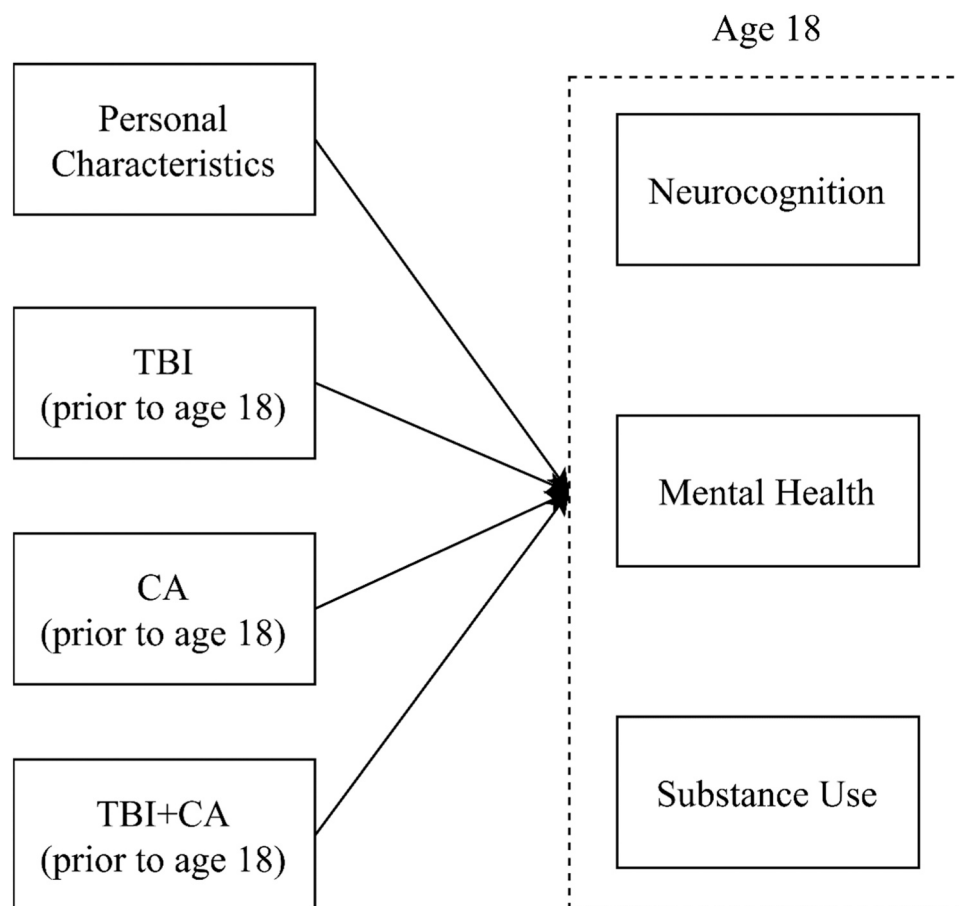 Age 18
Personal
Characteristics
Neurocognition
TBI
(prior to age 18)
Mental Health
CA
(prior to age 18)
Substance Use
TBI+CA
(prior to age 18)